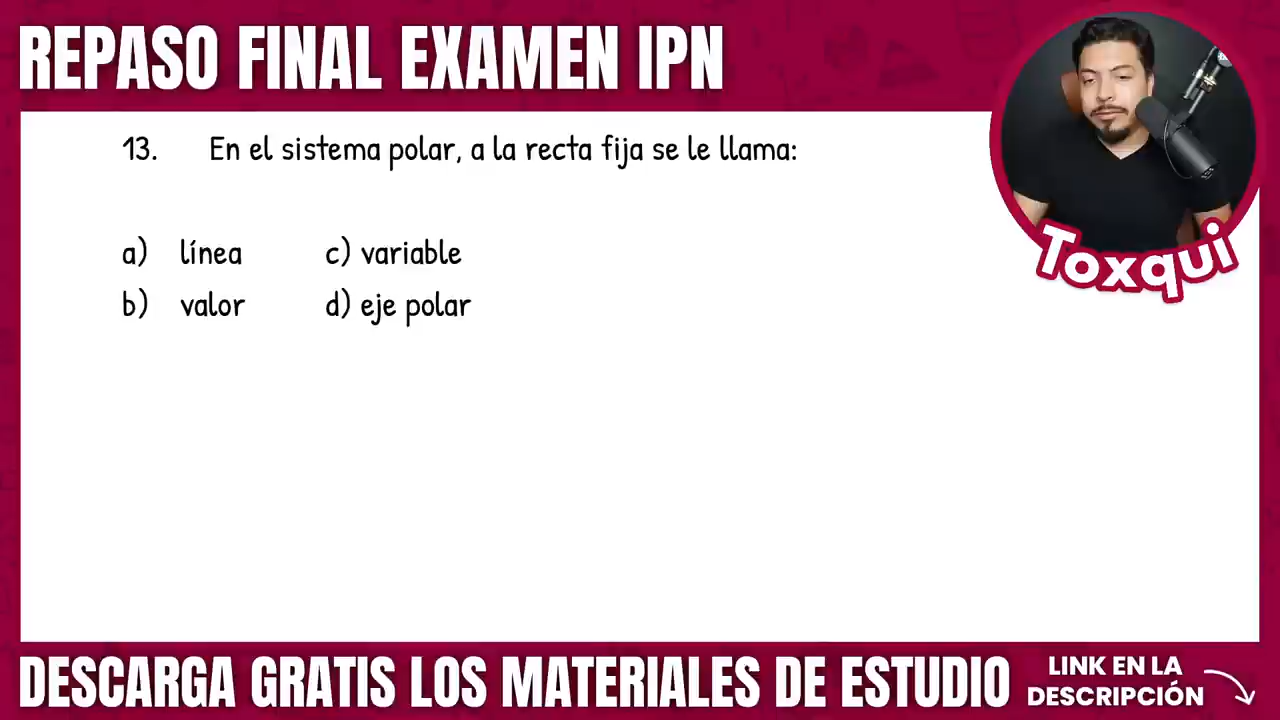 REPASO FINAL EXAMEN IPN
13. En el sistema polar, a la recta fija se le llama:
a) línea c) variable
b) valor d) eje polar
Toxqui
DESCARGA GRATIS LOS MATERIALES DE ESTUDIO
LINK EN LA
DESCRIPCIÓN